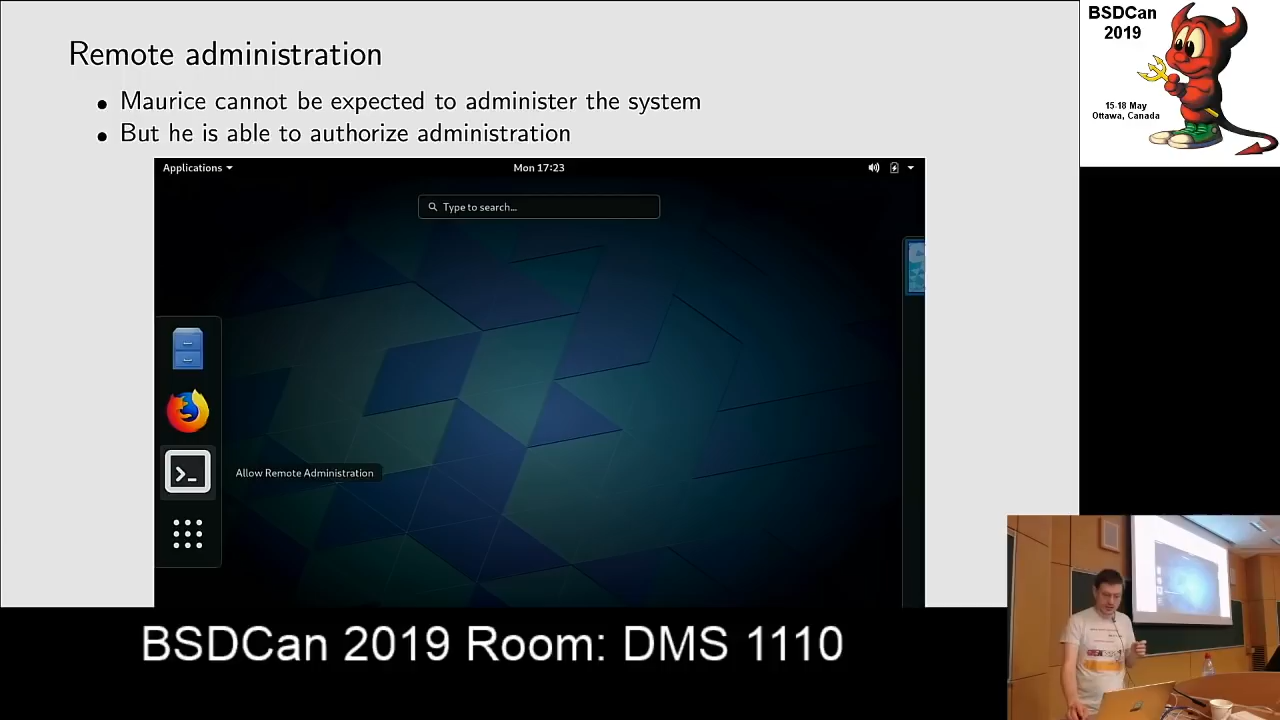 Remote administration
• Maurice cannot be expected to administer the system
• But he is able to authorize administration
Applications
Mon 17:23
Type to search...
Allow Remote Administration
BSDCan
2019
15-18 May
Ottawa, Canada
BSDCan 2019 Room: DMS 1110